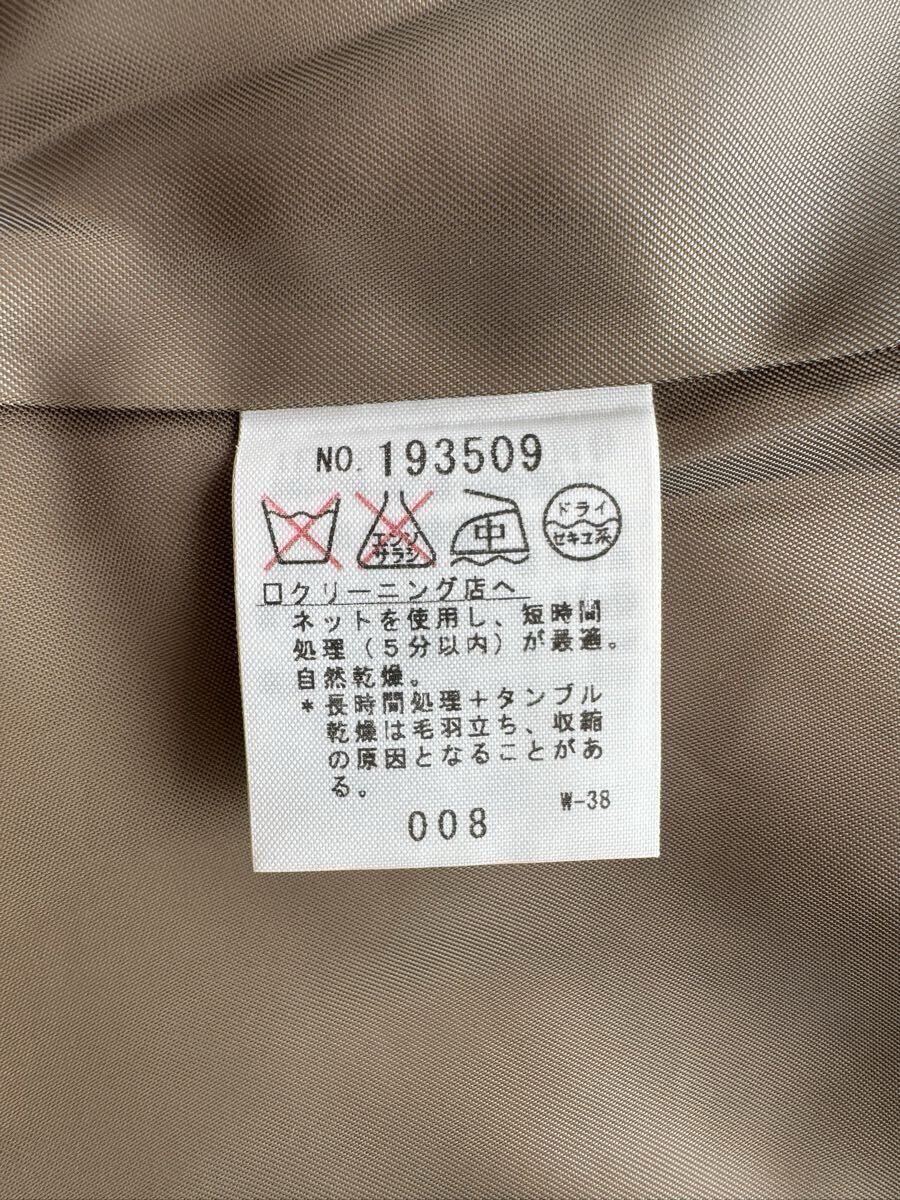 NO. 193509
エンソ
サラシ
中
ドライ
セキユ系
口クリーニング店へ
ネットを使用し、短時間
処理(5分以内)が最適。
自然乾燥。
*長時間処理+タンブル
乾燥は毛羽立ち、収縮
の原因となることがあ
る。
W-38
008